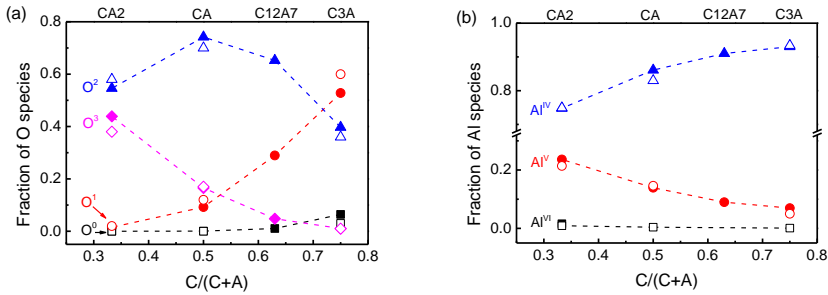 (a)
CA2 CA C12A7 C3A
Fraction of O species
0.8
0.6
0.4
0.2
0.0
O²
O³
O¹
O⁰
0.3 0.4 0.5 0.6 0.7 0.8
C/(C+A)
(b)
CA2 CA C12A7 C3A
Fraction of Al species
1.0
0.8
0.6
0.2
0.0
Alᴵⱽ
Alⱽ
Alⱽᴵ
0.3 0.4 0.5 0.6 0.7 0.8
C/(C+A)